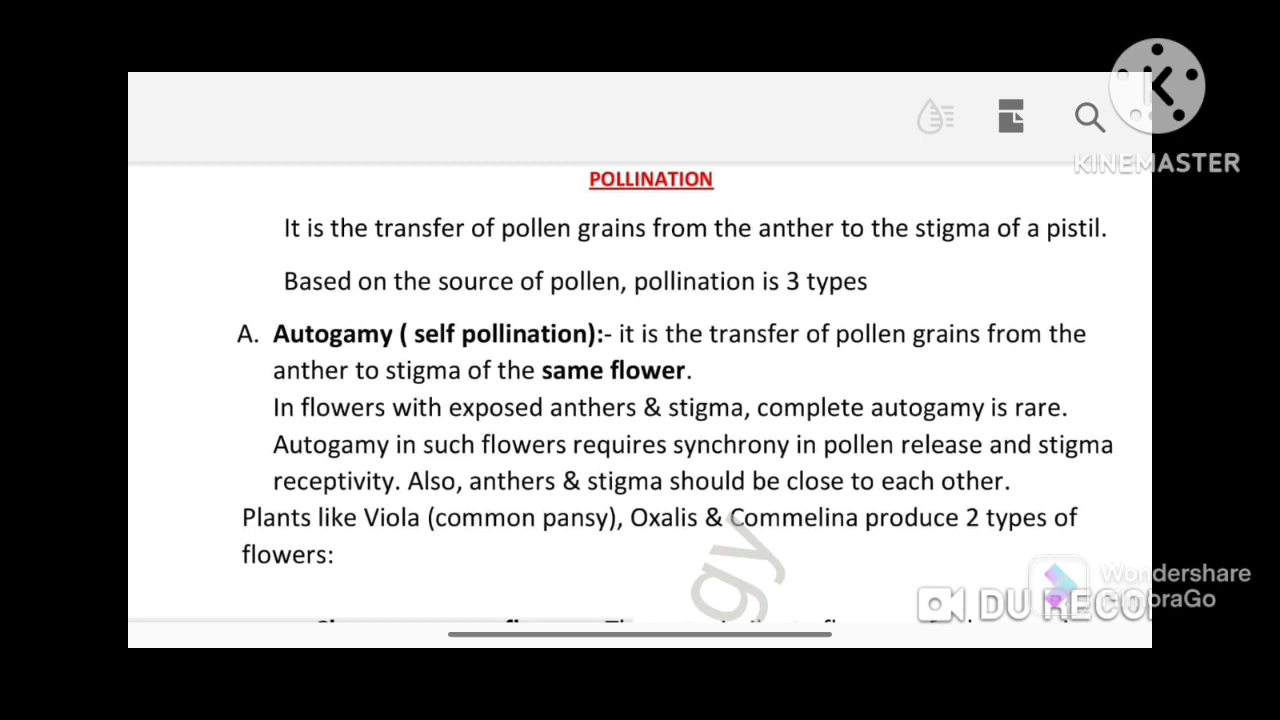 KINEMASTER
POLLINATION
It is the transfer of pollen grains from the anther to the stigma of a pistil.
Based on the source of pollen, pollination is 3 types
A. Autogamy ( self pollination):- it is the transfer of pollen grains from the
anther to stigma of the same flower.
In flowers with exposed anthers & stigma, complete autogamy is rare.
Autogamy in such flowers requires synchrony in pollen release and stigma
receptivity. Also, anthers & stigma should be close to each other.
Plants like Viola (common pansy), Oxalis & Commelina produce 2 types of
flowers:
gy
Wondershare
DU RECO